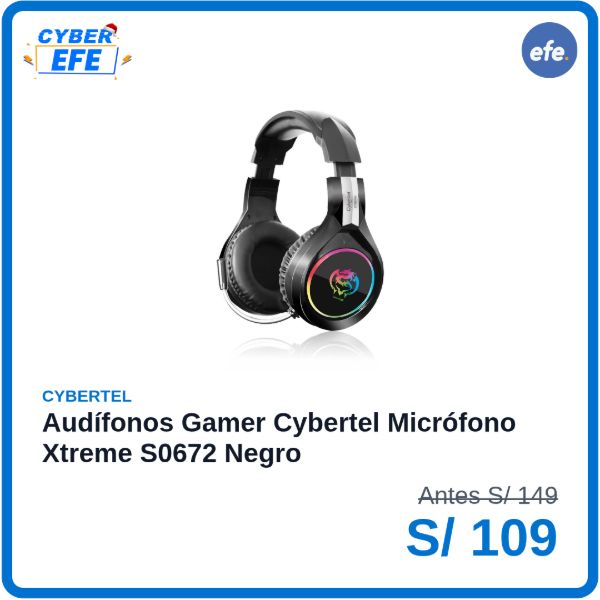 CYBER
EFE
efe.
CYBERTEL
Audífonos Gamer Cybertel Micrófono
Xtreme S0672 Negro
Antes S/ 149
S/ 109